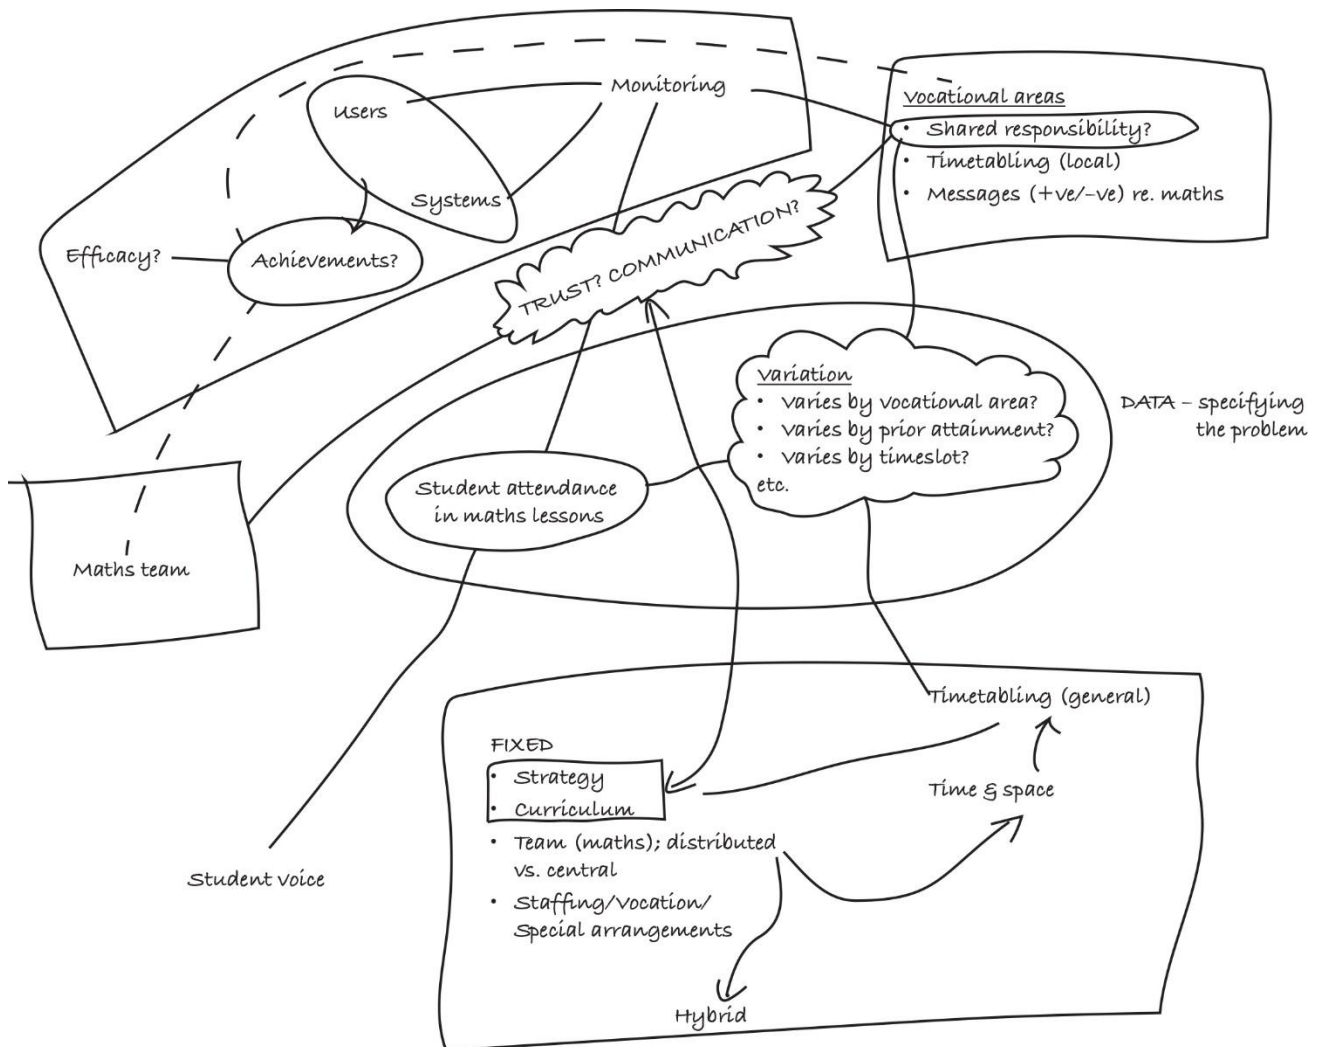 Monitoring
Users
Systems
Efficacy?
Achievements?
Vocational areas
• Shared responsibility?
• Timetabling (local)
• Messages (+ve/–ve) re. maths
TRUST? COMMUNICATION?
Variation
• Varies by vocational area?
• Varies by prior attainment?
• Varies by timeslot?
etc.
DATA – specifying
the problem
Student attendance
in maths lessons
Maths team
Student voice
Timetabling (general)
Time & space
FIXED
• Strategy
• Curriculum
• Team (maths); distributed
vs. central
• Staffing/Vocation/
Special arrangements
Hybrid